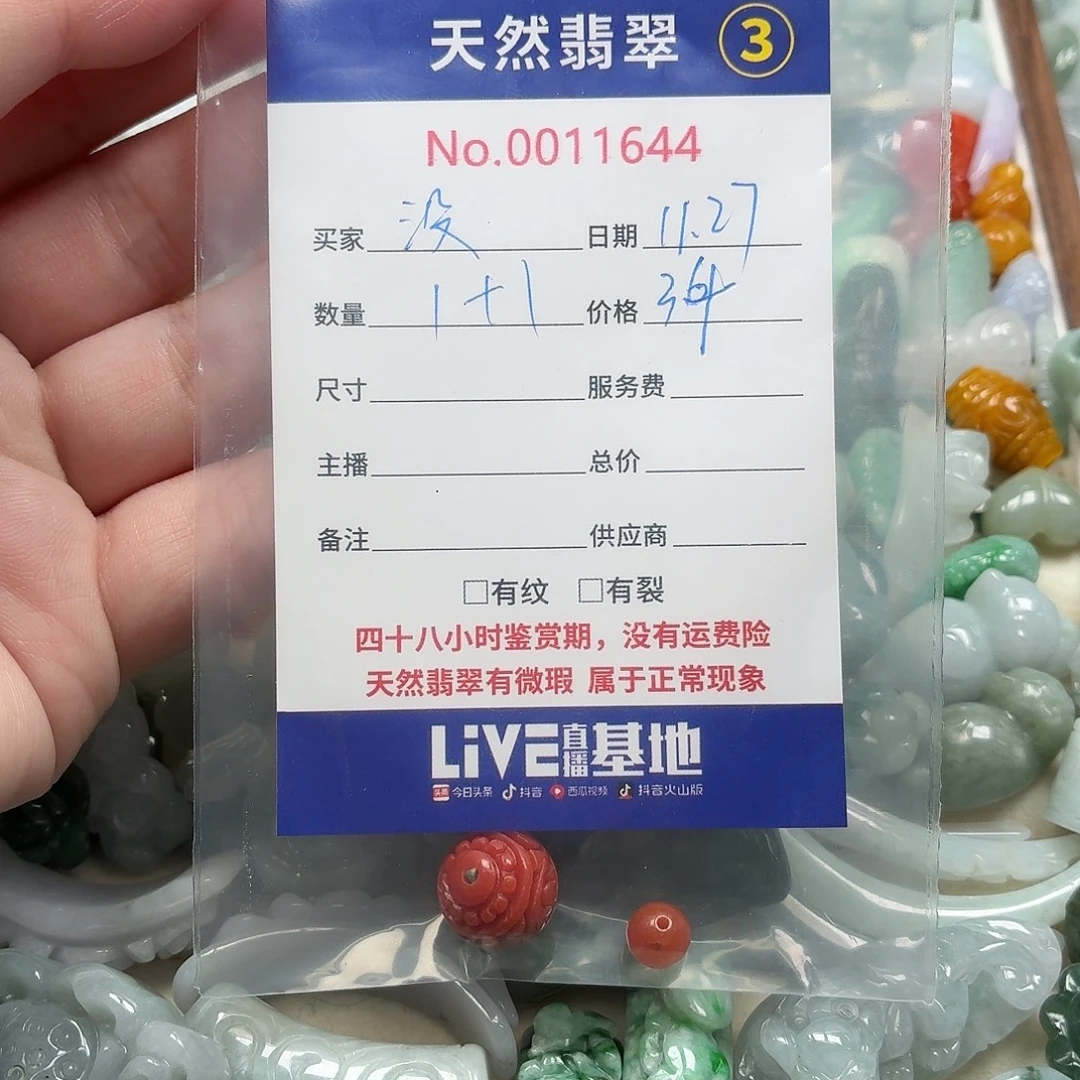 天然翡翠 3
No.0011644
买家 没 日期 11.27
数量 1+1 价格 364
尺寸 服务费
主播 总价
备注 供应商
□有纹 □有裂
四十八小时鉴赏期，没有运费险
天然翡翠有微瑕 属于正常现象
LiVE直播基地
头条 今日头条 抖音 西瓜视频 抖音火山版